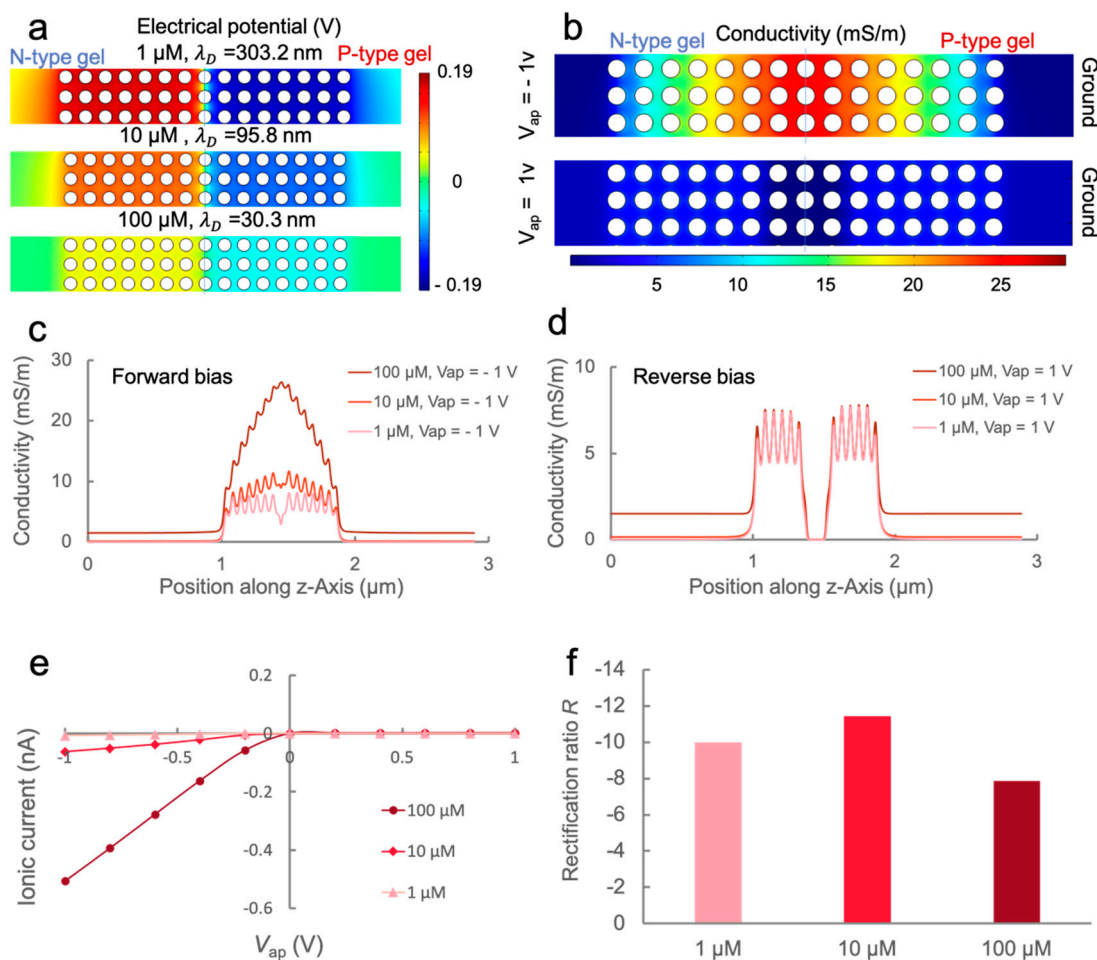 a
Electrical potential (V)
N-type gel
1 µM, λD =303.2 nm
P-type gel
0.19
10 µM , λD =95.8 nm
0
100 µM, λD =30.3 nm
- 0.19
b
N-type gel
Conductivity (mS/m)
P-type gel
Vap = - 1v
Ground
Vap = 1v
Ground
5
10
15
20
25
c
Conductivity (mS/m)
30
20
10
0
Forward bias
100 µM, Vap = - 1 V
10 µM, Vap = - 1 V
1 µM, Vap = - 1 V
0
1
2
3
Position along z-Axis (µm)
d
Conductivity (mS/m)
10
5
0
Reverse bias
100 µM, Vap = 1 V
10 µM, Vap = 1 V
1 µM, Vap = 1 V
0
1
2
3
Position along z-Axis (µm)
e
Ionic current (nA)
0.2
0
-0.2
-0.4
-0.6
-1
-0.5
0
0.5
1
100 µM
10 µM
1 µM
Vap (V)
f
Rectification ratio R
-14
-12
-10
-8
-6
-4
-2
0
1 µM
10 µM
100 µM